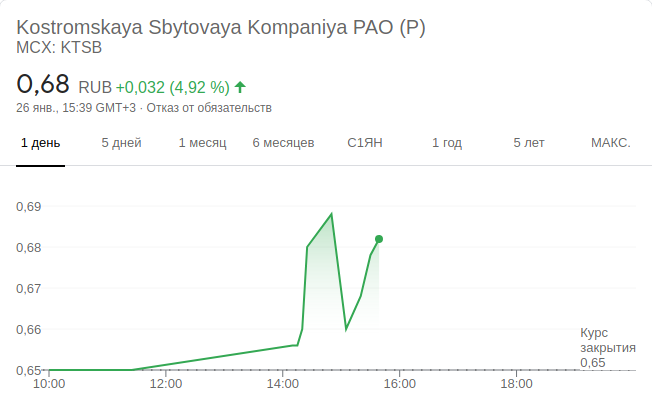 Kostromskaya Sbytovaya Kompaniya PAO (P)
MCX: KTSB
0,68 RUB +0,032 (4,92 %)
26 янв., 15:39 GMT+3 · Отказ от обязательств
1 день 5 дней 1 месяц 6 месяцев С1ЯН 1 год 5 лет МАКС.
0,69
0,68
0,67
0,66
0,65
Курс
закрытия
0,65
10:00 12:00 14:00 16:00 18:00